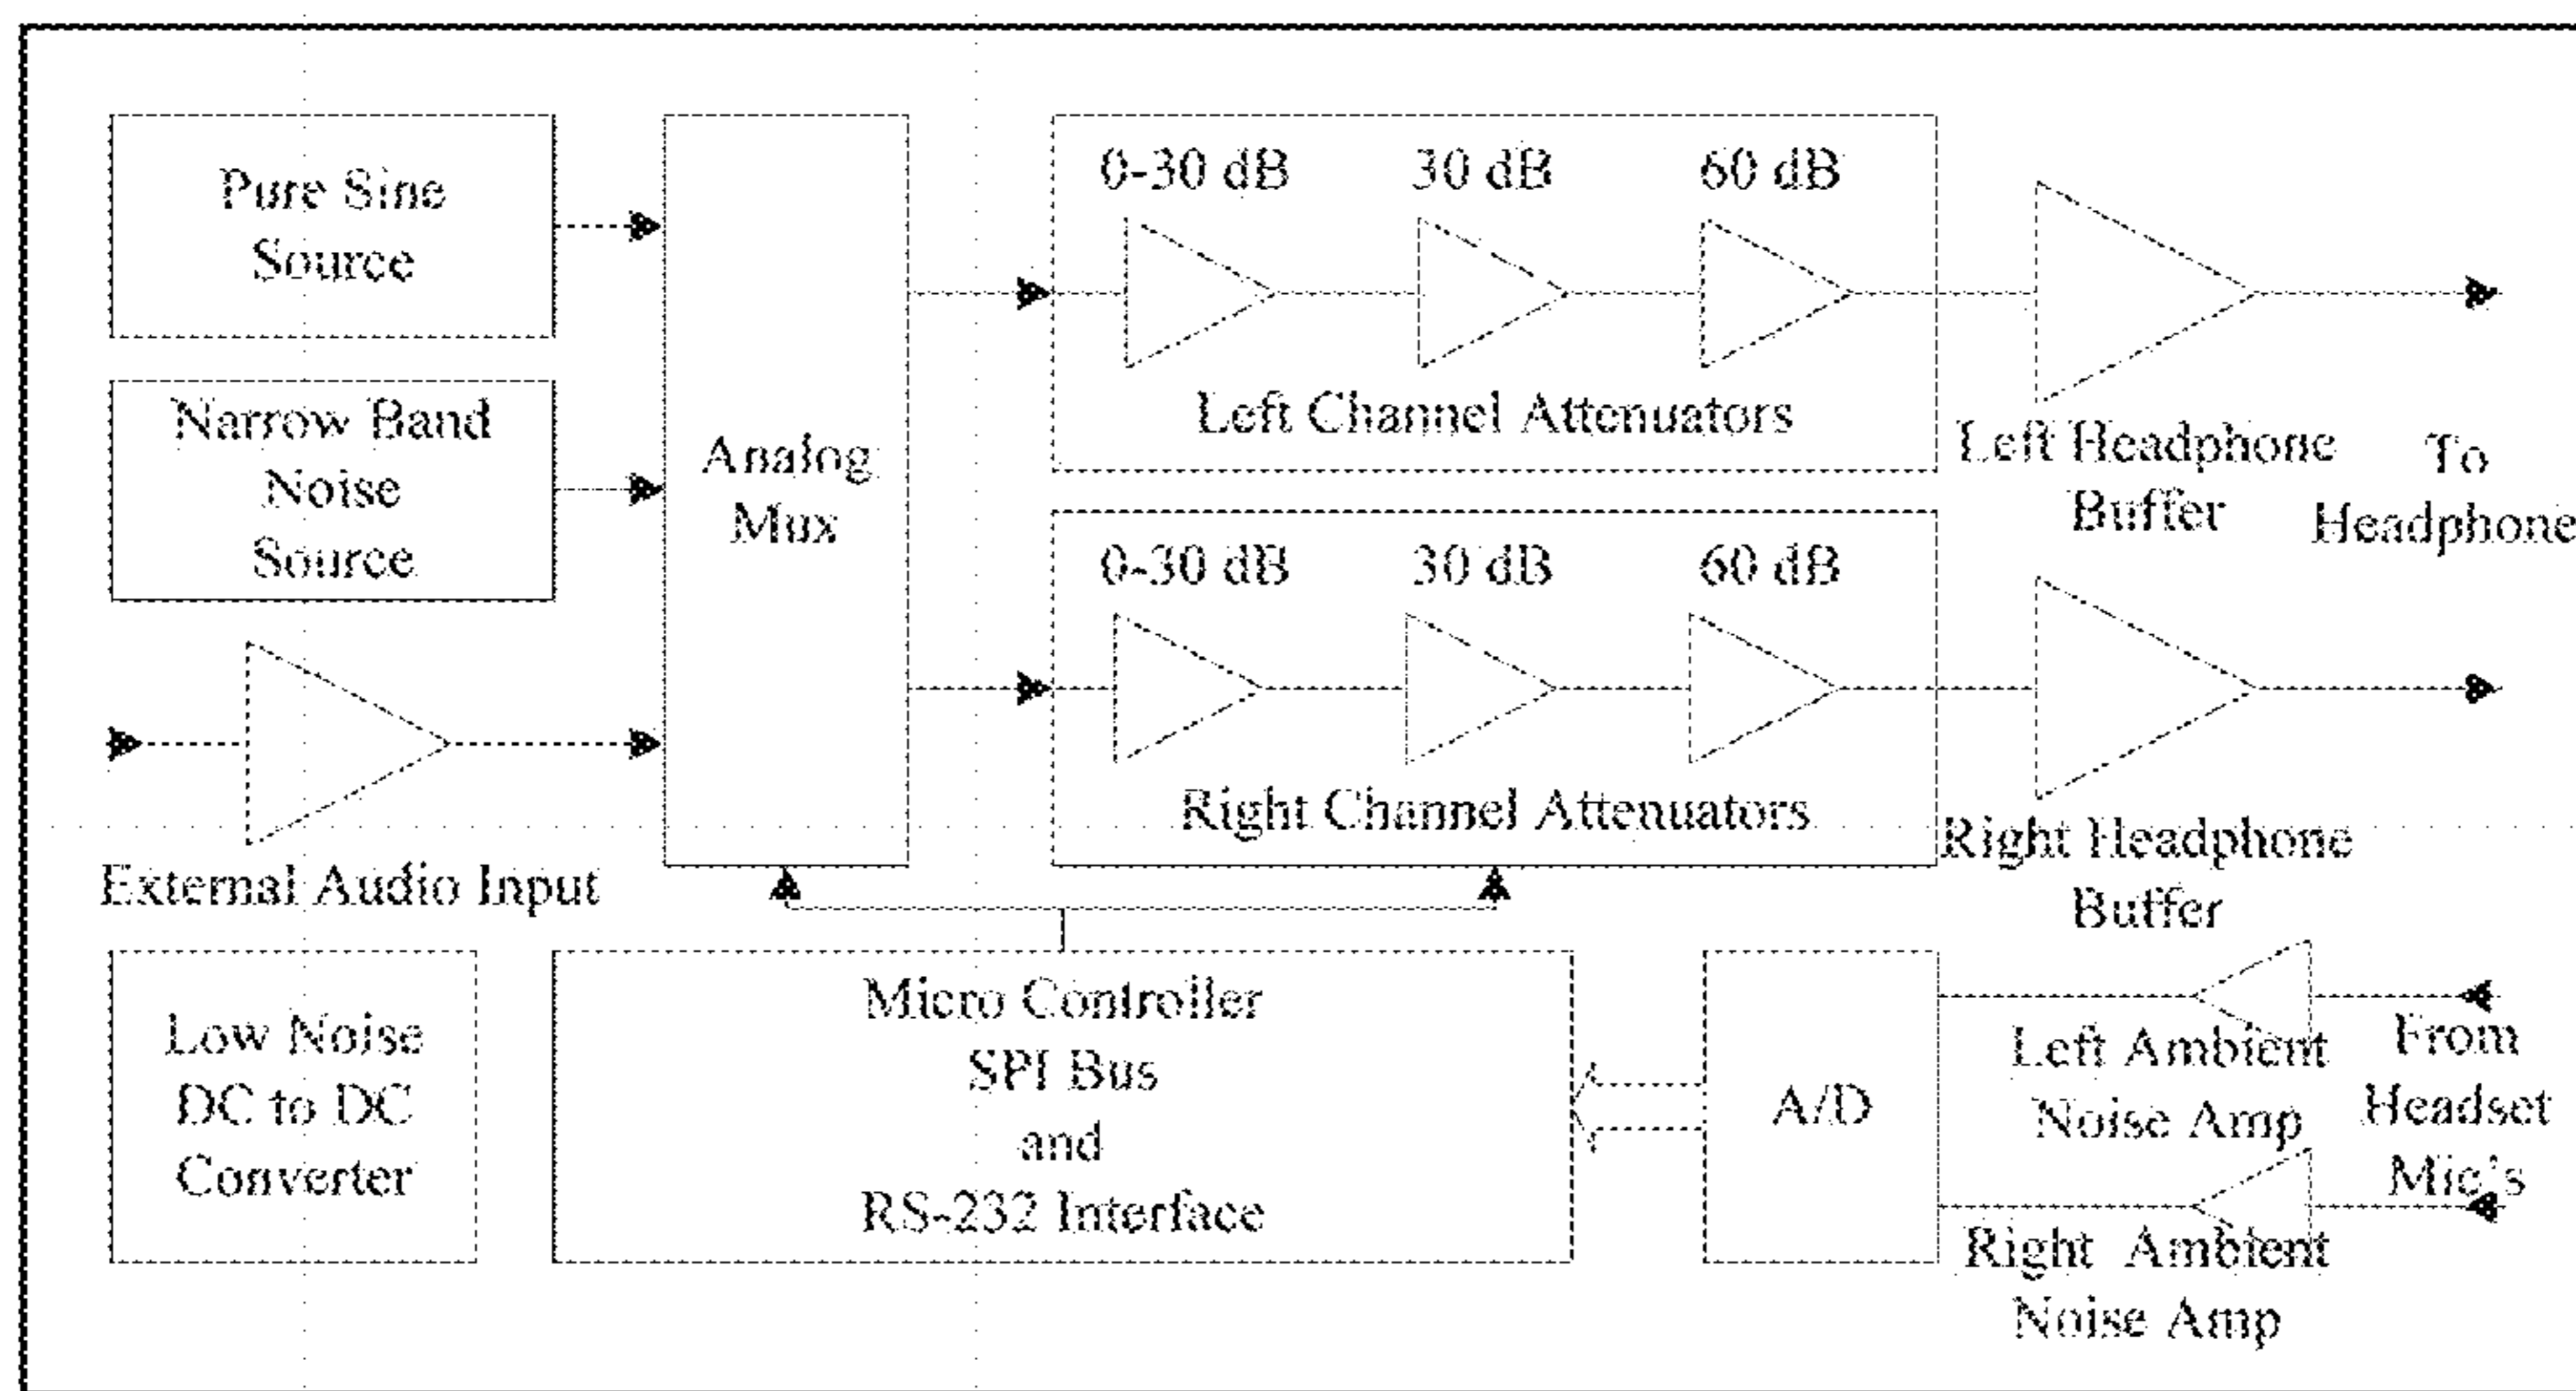 Pure Sine
Source
Narrow Band
Noise
Source
External Audio Input
Analog
Mux
0-30 dB 30 dB 60 dB
Left Channel Attenuators
0-30 dB 30 dB 60 dB
Right Channel Attenuators
Left Headphone
Buffer
To
Headphone
Right Headphone
Buffer
Low Noise
DC to DC
Converter
Micro Controller
SPI Bus
and
RS-232 Interface
A/D
Left Ambient
Noise Amp
From
Headset
Mic's
Right Ambient
Noise Amp